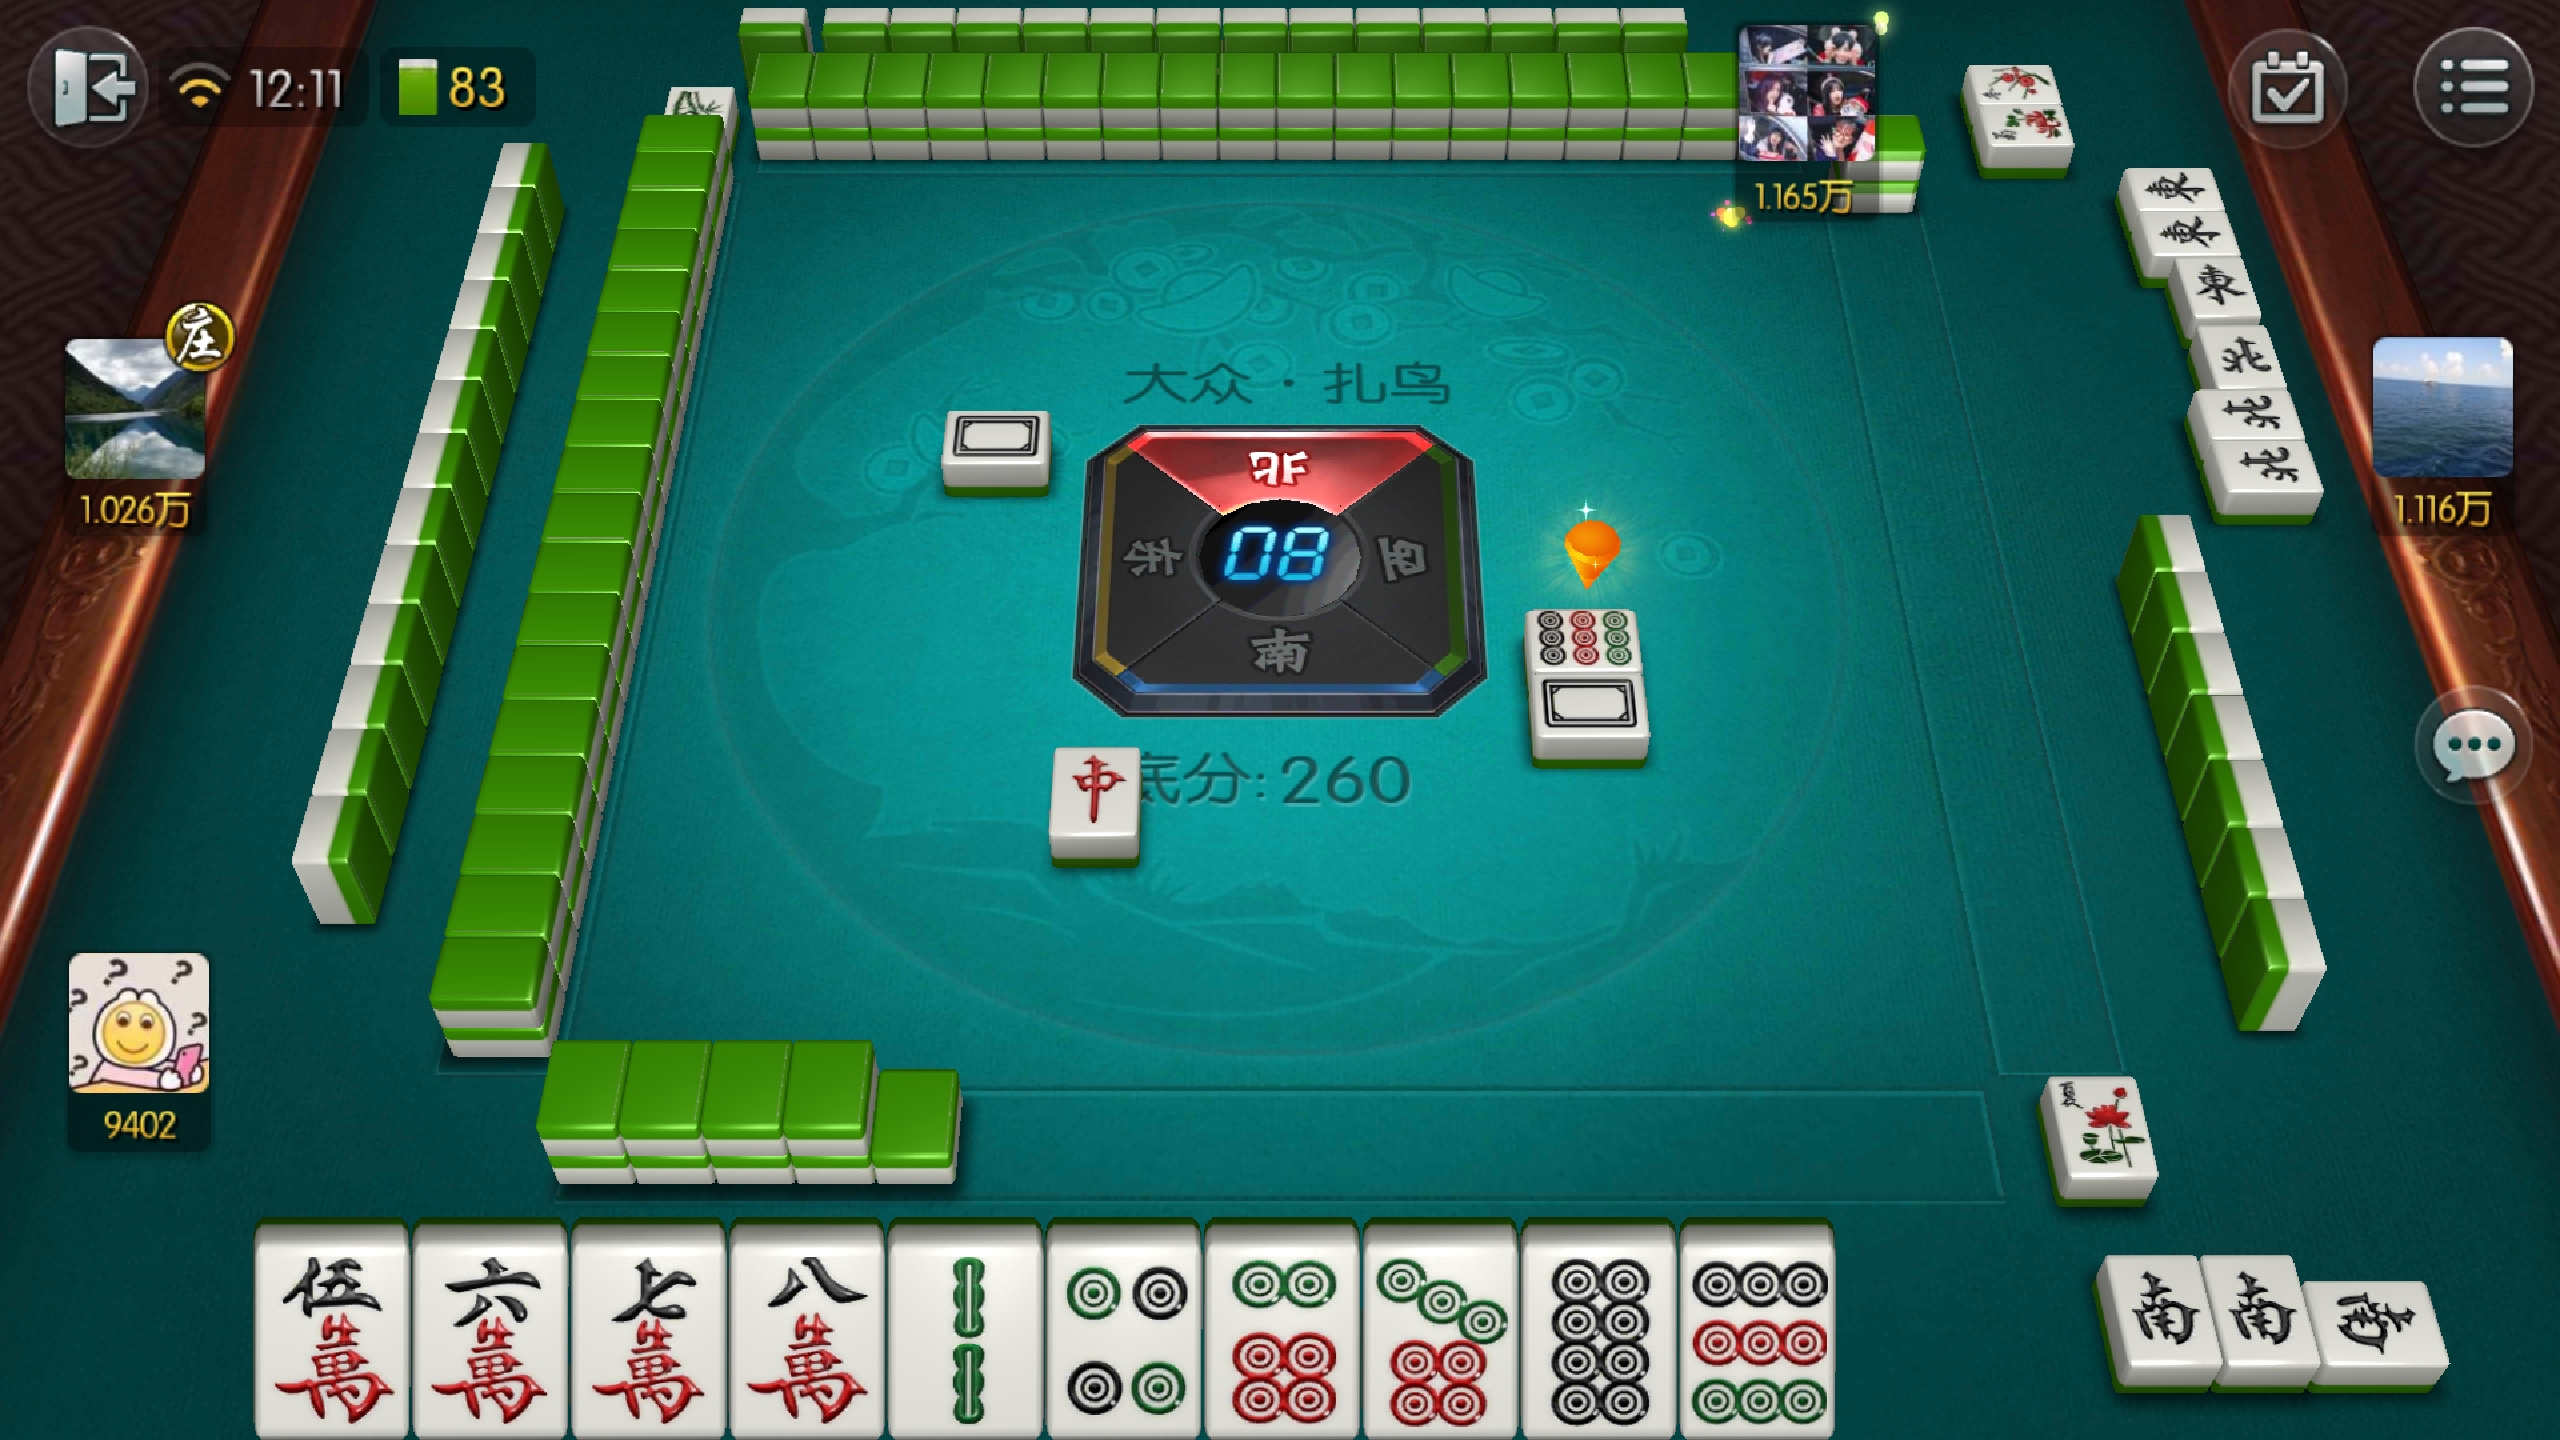 12:11
83
1.165万
東
東
東
北
北
北
庄
1.026万
1.116万
大众·扎鸟
北
东
08
西
南
中
底分:260
9402
夏
伍萬
六萬
七萬
八萬
南
南
南